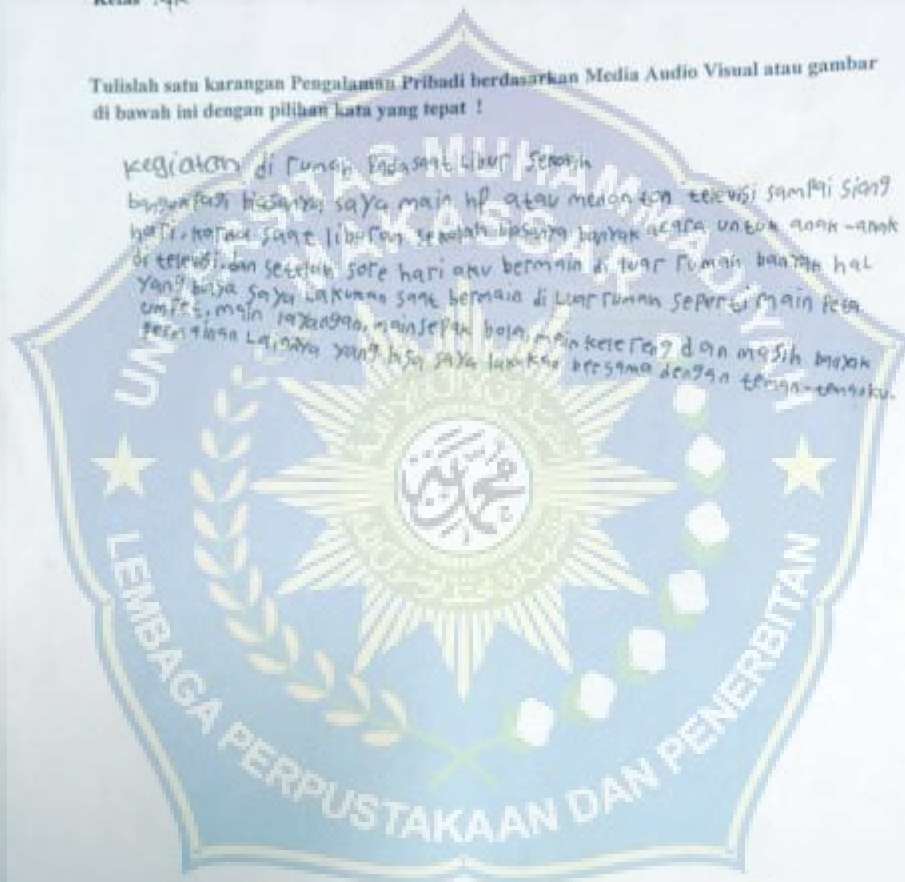 Kelas
Tulislah satu karangan Pengalaman Pribadi berdasarkan Media Audio Visual atau gambar
di bawah ini dengan pilihan kata yang tepat !
kegiatan di rumah pada saat Libur Sekolah
bangun pagi biasanya saya main hp atau menonton televisi sampai siang
hari. karena saat liburan sekolah biasanya banyak acara untuk anak-anak
di televisi. dan setelah sore hari aku bermain di luar rumah banyak hal
yang biasa saya Lakukan saat bermain di Luar rumah seperti main Peta
umpet, main layangan, main sepak bola, main kelereng dan masih banyak
permainan Lainnya yang bisa saya lakukan bersama dengan teman-temanku.
UNIVERSITAS MUHAMMADIYAH
MAKASSAR
LEMBAGA PERPUSTAKAAN DAN PENERBITAN